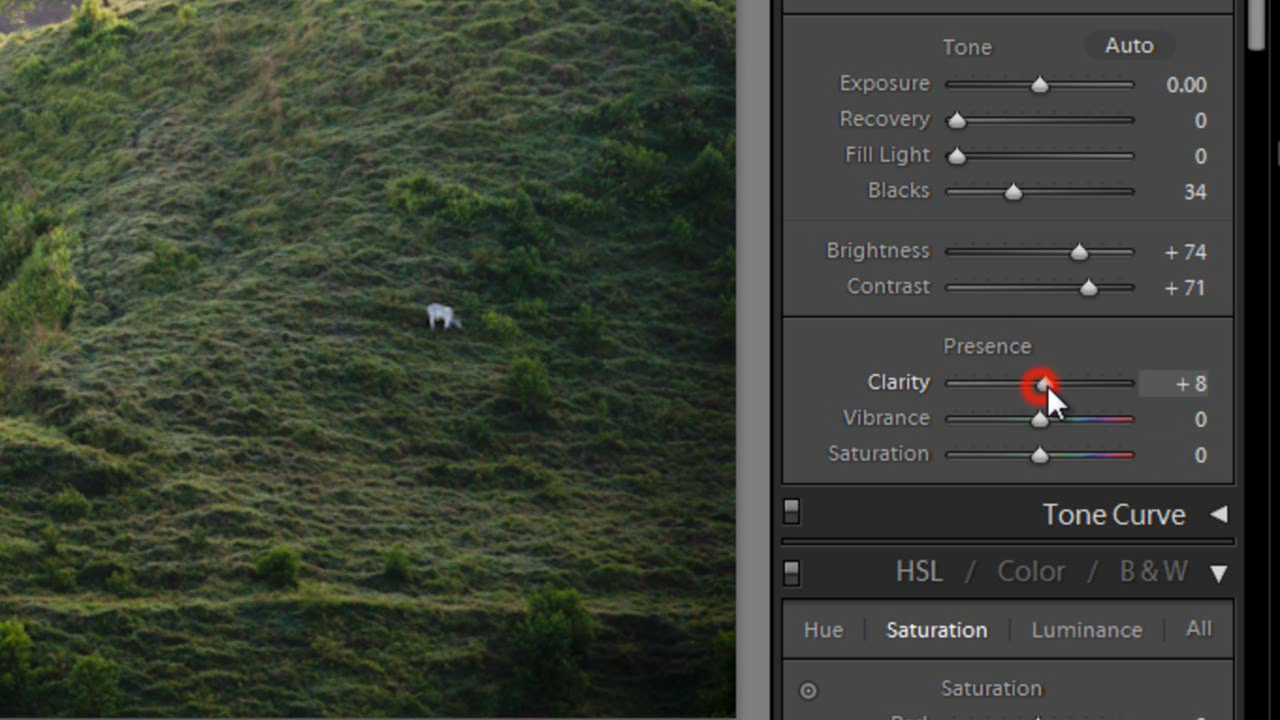 Tone Auto
Exposure 0.00
Recovery 0
Fill Light 0
Blacks 34
Brightness + 74
Contrast + 71
Presence
Clarity + 8
Vibrance 0
Saturation 0
Tone Curve
HSL / Color / B & W
Hue Saturation Luminance All
Saturation